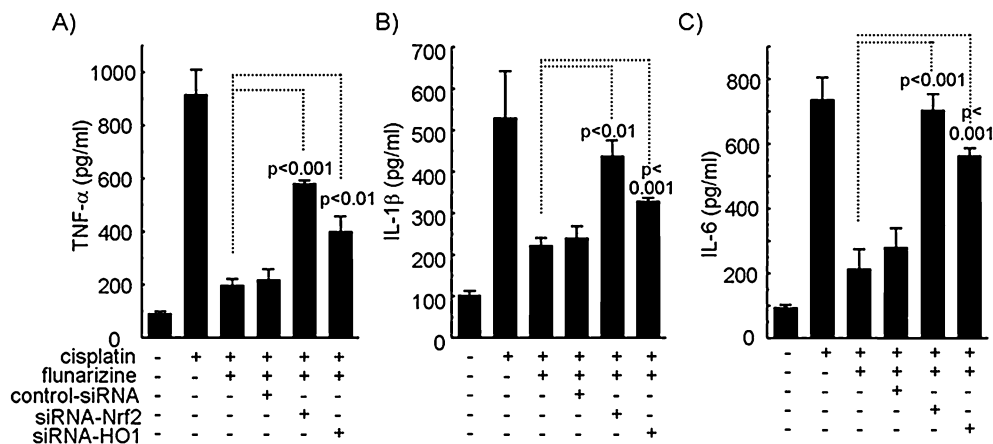 A)
TNF-α (pg/ml)
1000
800
600
400
200
0
p<0.001
p<0.01
B)
IL-1β (pg/ml)
700
600
500
400
300
200
100
0
p<0.01
p<
0.001
C)
IL-6 (pg/ml)
800
600
400
200
0
p<0.001
p<
0.001
cisplatin - + + + + + - + + + + + - + + + + +
flunarizine - - + + + + - - + + + + - - + + + +
control-siRNA - - - + - - - - - + - - - - - + - -
siRNA-Nrf2 - - - - + - - - - - + - - - - - + -
siRNA-HO1 - - - - - + - - - - - + - - - - - +